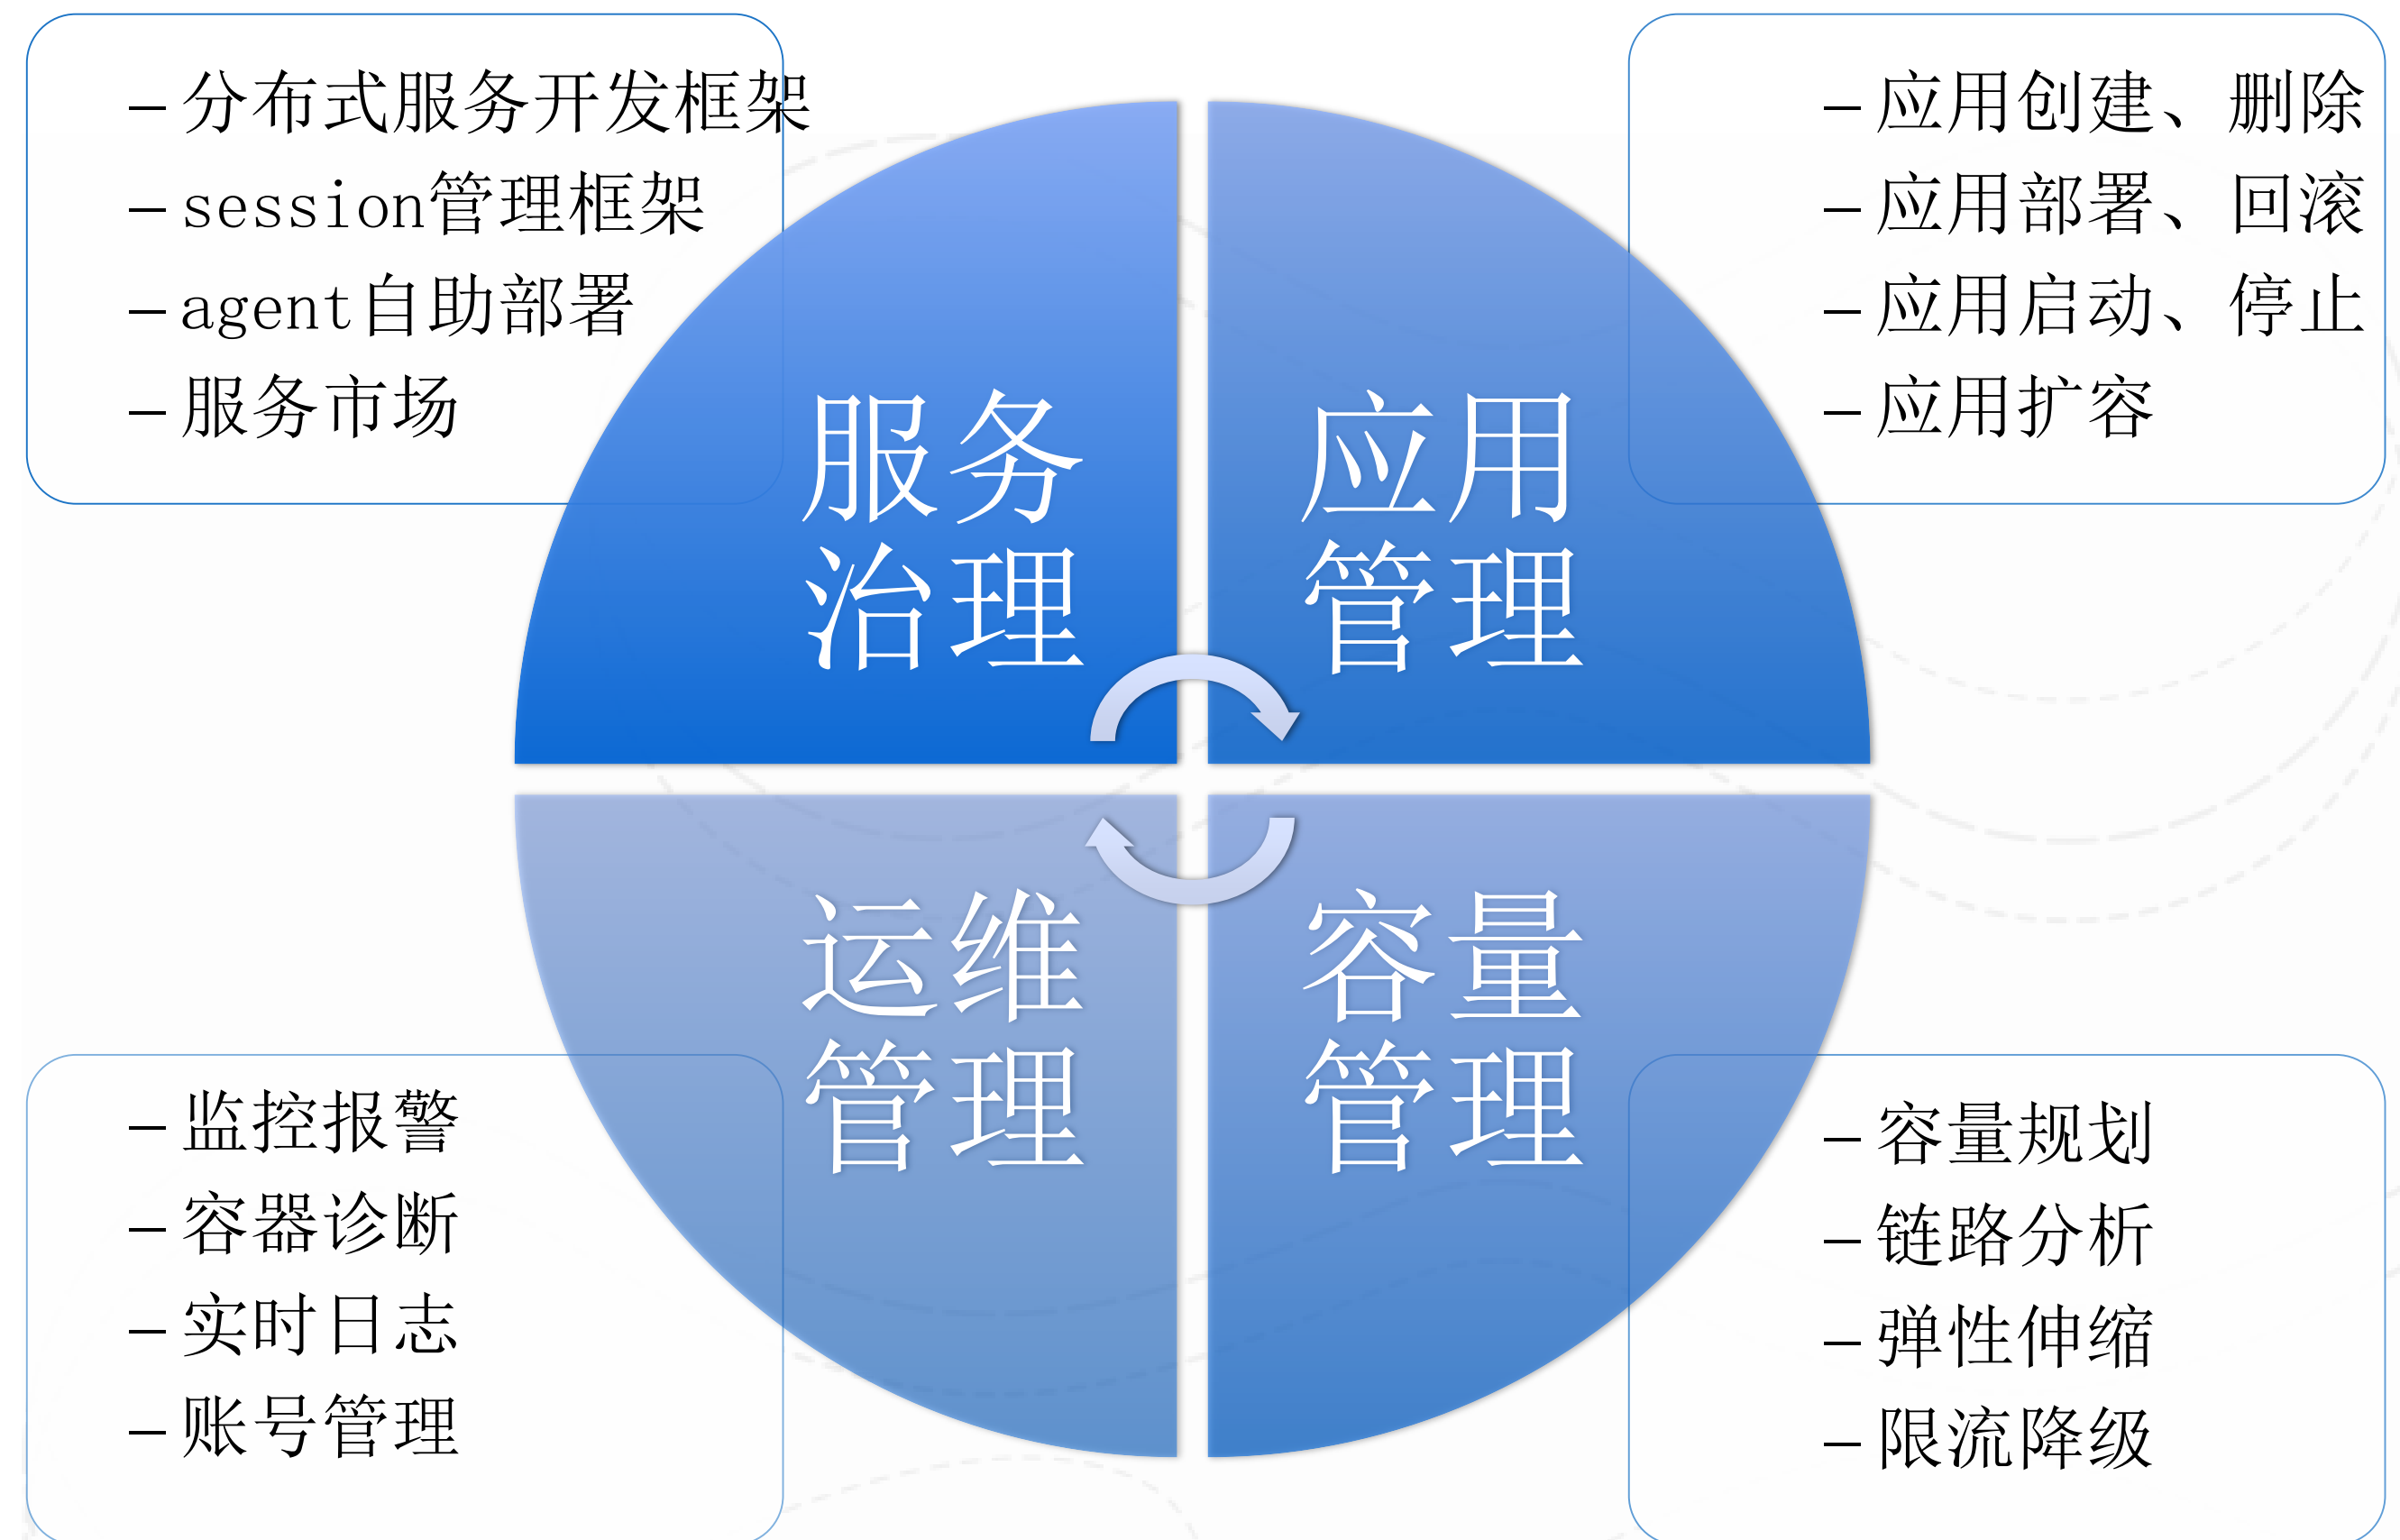 – 分布式服务开发框架
– session管理框架
– agent自助部署
– 服务市场
服务
治理
– 应用创建、删除
– 应用部署、回滚
– 应用启动、停止
– 应用扩容
应用
管理
– 监控报警
– 容器诊断
– 实时日志
– 账号管理
运维
管理
– 容量规划
– 链路分析
– 弹性伸缩
– 限流降级
容量
管理